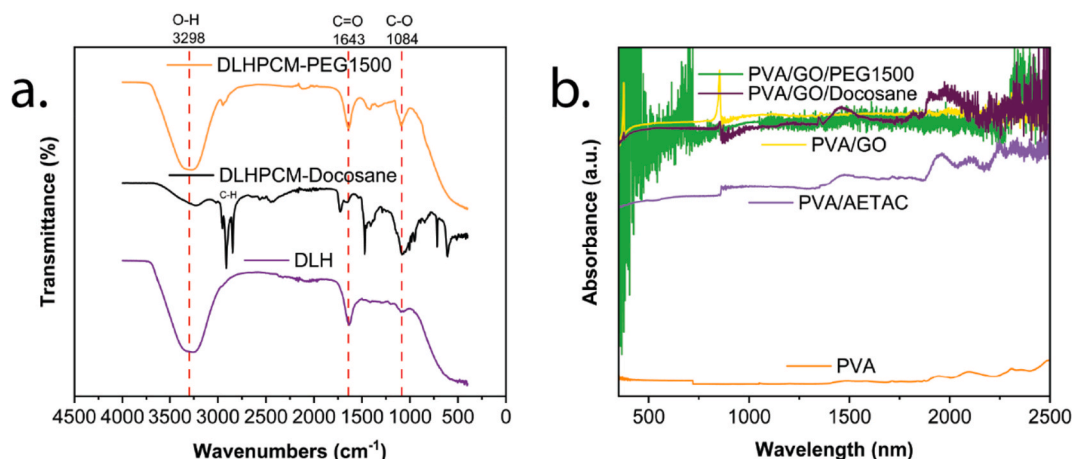 a.
O-H
3298
C=O
1643
C-O
1084
DLHPCM-PEG1500
DLHPCM-Docosane
C-H
DLH
Transmittance (%)
4500 4000 3500 3000 2500 2000 1500 1000 500 0
Wavenumbers (cm⁻¹)
b.
PVA/GO/PEG1500
PVA/GO/Docosane
PVA/GO
PVA/AETAC
PVA
Absorbance (a.u.)
500 1000 1500 2000 2500
Wavelength (nm)